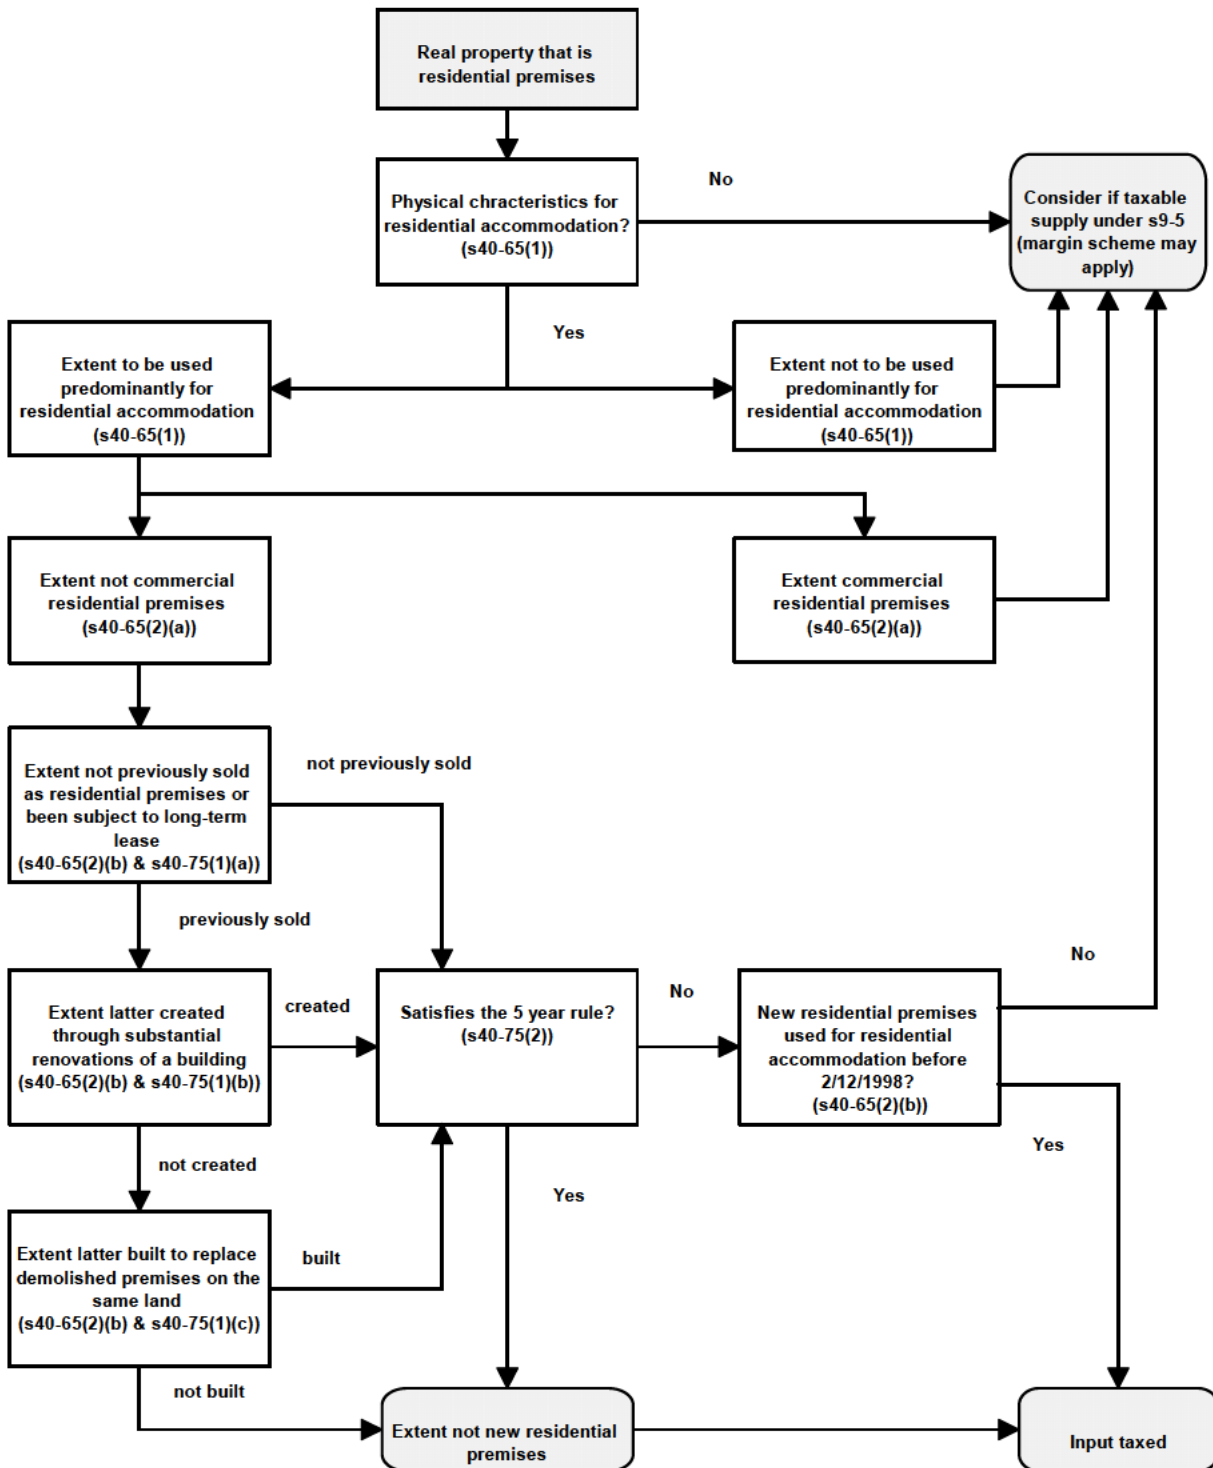 Real property that is
residential premises
Physical chracteristics for
residential accommodation?
(s40-65(1))
No
Consider if taxable
supply under s9-5
(margin scheme may
apply)
Yes
Extent to be used
predominantly for
residential accommodation
(s40-65(1))
Extent not to be used
predominantly for
residential accommodation
(s40-65(1))
Extent not commercial
residential premises
(s40-65(2)(a))
Extent commercial
residential premises
(s40-65(2)(a))
Extent not previously sold
as residential premises or
been subject to long-term
lease
(s40-65(2)(b) & s40-75(1)(a))
not previously sold
previously sold
Extent latter created
through substantial
renovations of a building
(s40-65(2)(b) & s40-75(1)(b))
created
Satisfies the 5 year rule?
(s40-75(2))
No
New residential premises
used for residential
accommodation before
2/12/1998?
(s40-65(2)(b))
No
Yes
not created
Yes
Extent latter built to replace
demolished premises on the
same land
(s40-65(2)(b) & s40-75(1)(c))
built
not built
Extent not new residential
premises
Input taxed